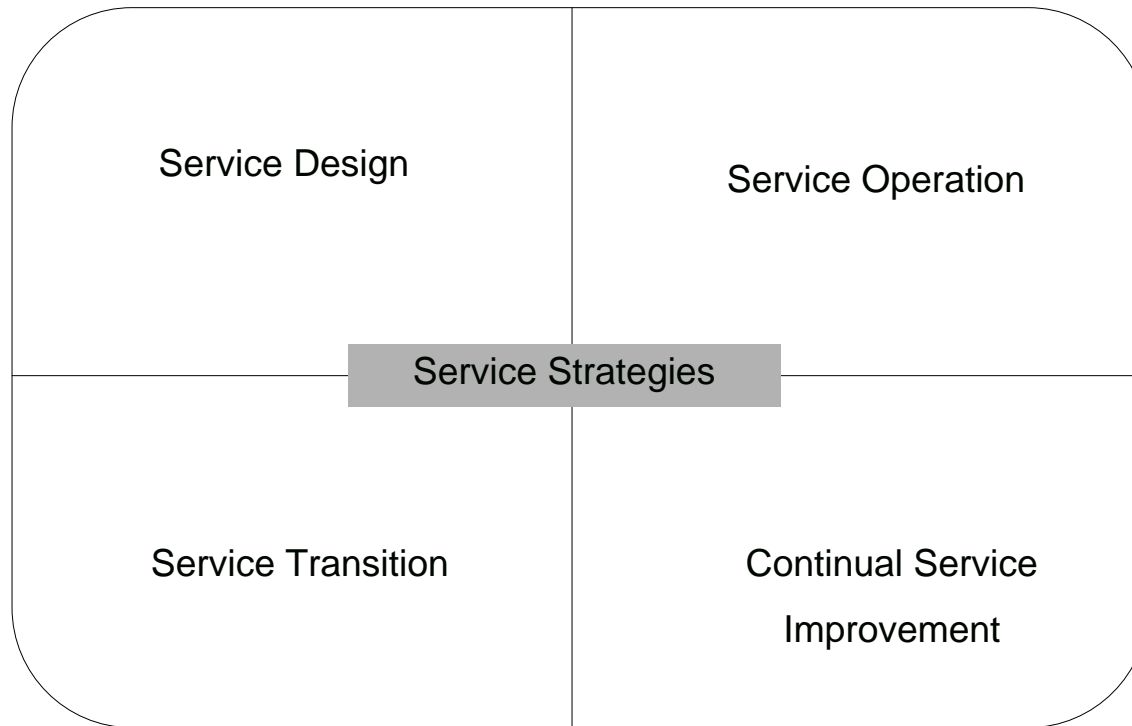 Service Design
Service Operation
Service Strategies
Service Transition
Continual Service
Improvement